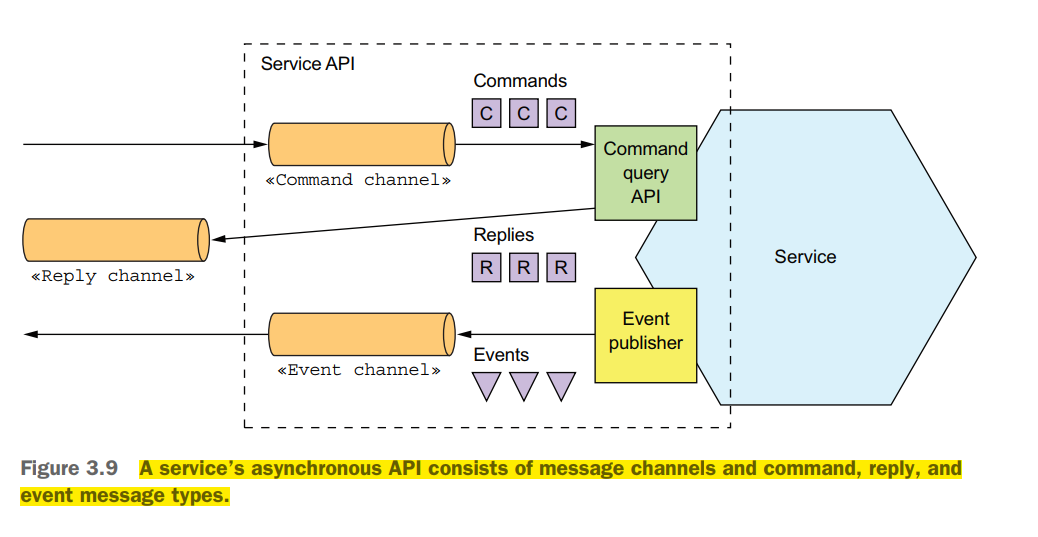 Service API
Commands
C C C
«Command channel»
Command
query
API
Replies
R R R
«Reply channel»
Service
Event
publisher
Events
«Event channel»
Figure 3.9 A service’s asynchronous API consists of message channels and command, reply, and
event message types.